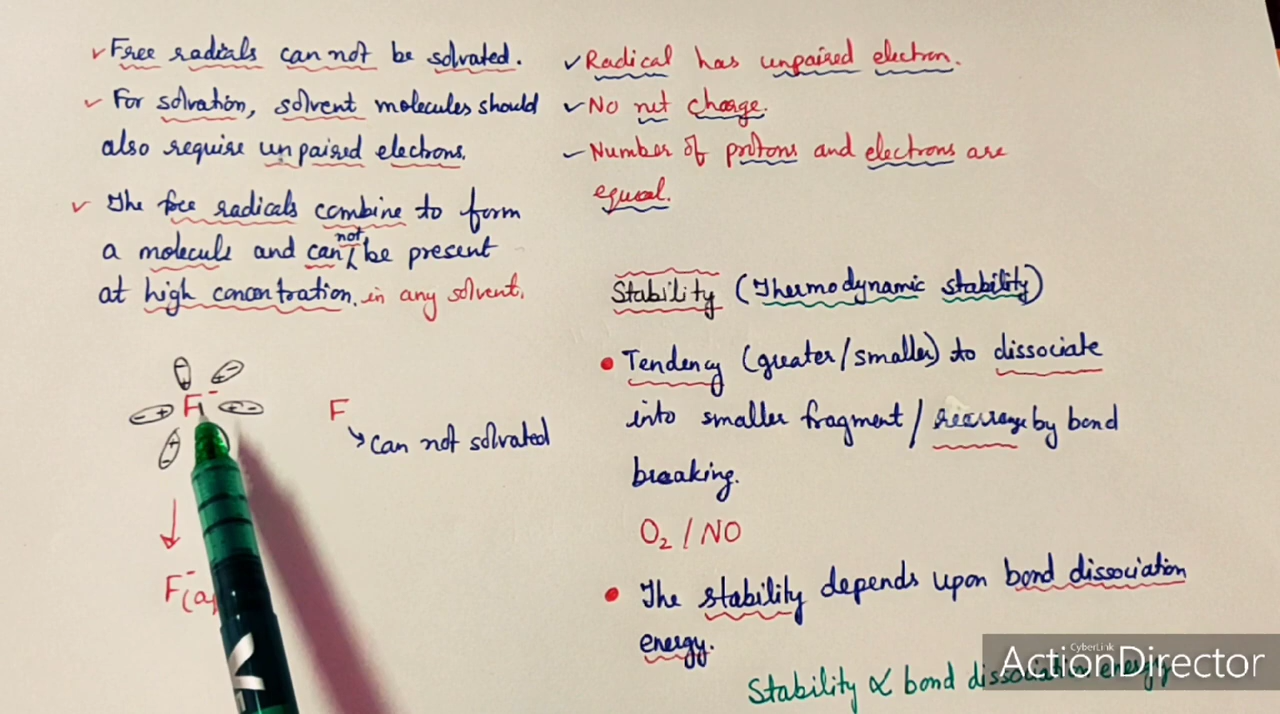 ✓Free radicals can not be solvated.
✓ For solvation, solvent molecules should
also require unpaired electrons.
✓ The free radicals combine to form
a molecule and can not be present
at high concentration. in any solvent.
- +
F⁻
+ -
F
↳ can not solvated
↓
F⁻(a
✓Radical has unpaired electron.
✓No net charge.
✓Number of protons and electrons are
equal.
Stability (Thermodynamic stability)
• Tendency (greater/smaller) to dissociate
into smaller fragment / rearrange by bond
breaking.
O₂ / NO
• The stability depends upon bond dissociation
energy.
Stability ∝ bond dissociation energy
CyberLink
ActionDirector